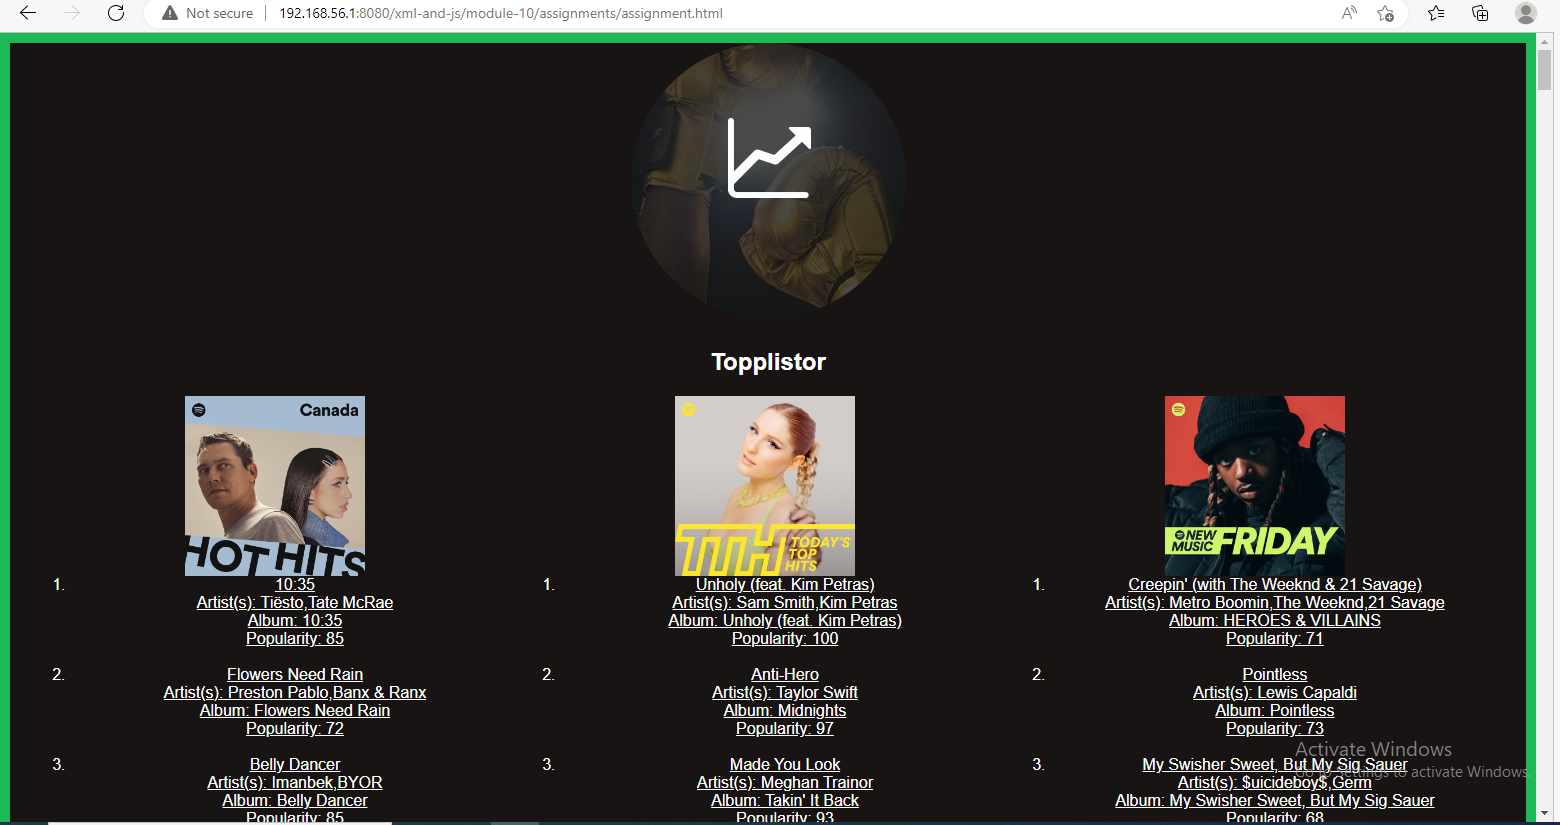 Not secure
192.168.56.1:8080/xml-and-js/module-10/assignments/assignment.html
Topplistor
Canada
HOT HITS
1. 10:35
Artist(s): Tiësto,Tate McRae
Album: 10:35
Popularity: 85
2. Flowers Need Rain
Artist(s): Preston Pablo,Banx & Ranx
Album: Flowers Need Rain
Popularity: 72
3. Belly Dancer
Artist(s): Imanbek,BYOR
Album: Belly Dancer
Popularity: 85
TTH
TODAY'S
TOP
HITS
1. Unholy (feat. Kim Petras)
Artist(s): Sam Smith,Kim Petras
Album: Unholy (feat. Kim Petras)
Popularity: 100
2. Anti-Hero
Artist(s): Taylor Swift
Album: Midnights
Popularity: 97
3. Made You Look
Artist(s): Meghan Trainor
Album: Takin' It Back
Popularity: 93
NEW
MUSIC
FRIDAY
1. Creepin' (with The Weeknd & 21 Savage)
Artist(s): Metro Boomin,The Weeknd,21 Savage
Album: HEROES & VILLAINS
Popularity: 71
2. Pointless
Artist(s): Lewis Capaldi
Album: Pointless
Popularity: 73
3. My Swisher Sweet, But My Sig Sauer
Artist(s): $uicideboy$,Germ
Album: My Swisher Sweet, But My Sig Sauer
Popularity: 68
Activate Windows
Go to Settings to activate Windows.